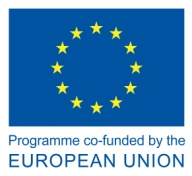 Programme co-funded by the
EUROPEAN UNION